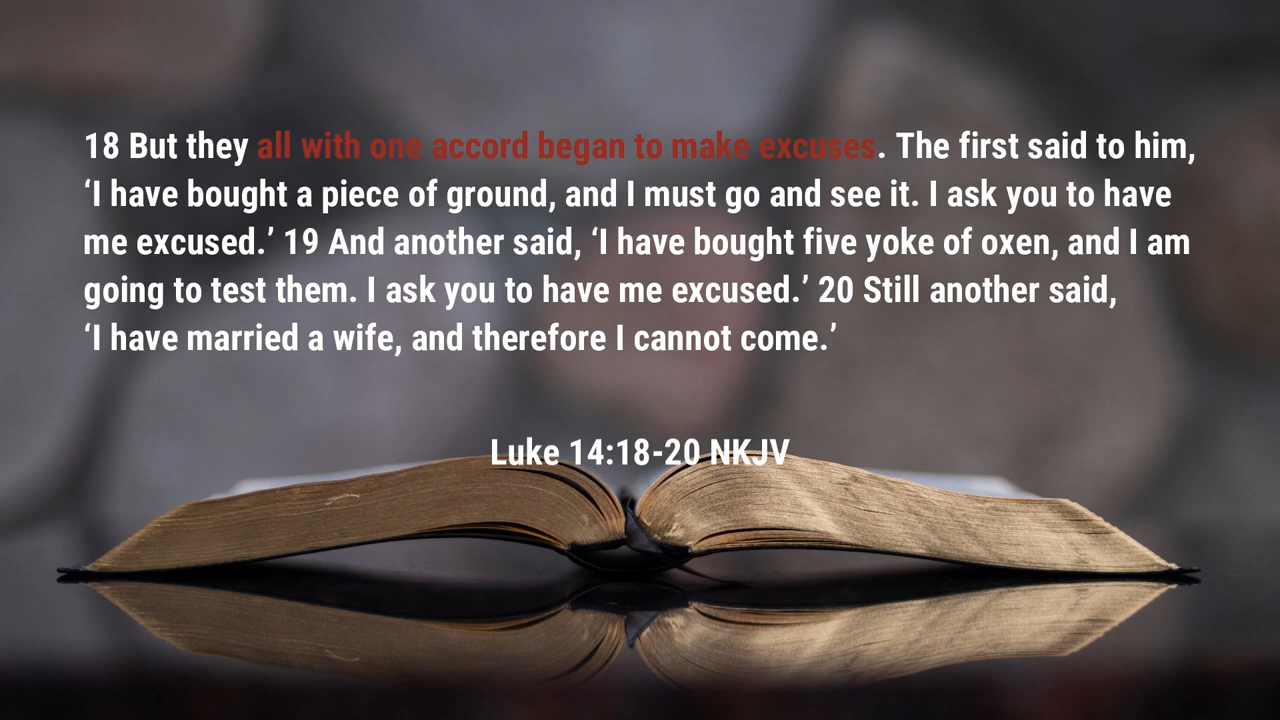 18 But they all with one accord began to make excuses. The first said to him,
‘I have bought a piece of ground, and I must go and see it. I ask you to have
me excused.’ 19 And another said, ‘I have bought five yoke of oxen, and I am
going to test them. I ask you to have me excused.’ 20 Still another said,
‘I have married a wife, and therefore I cannot come.’
Luke 14:18-20 NKJV